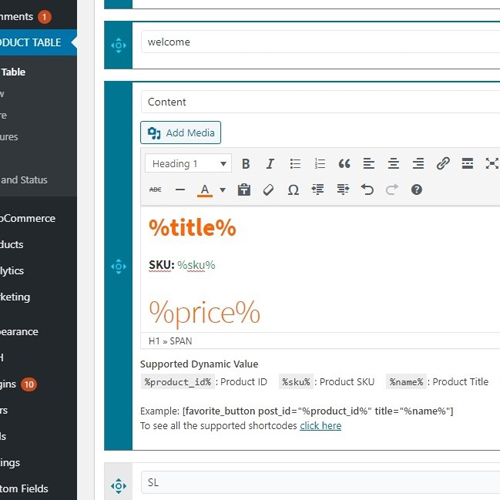 mments 1
ODUCT TABLE
Table
w
re
ures
and and Status
oCommerce
ducts
lytics
keting
earance
H
gins 10
rs
ls
ings
tom Fields
welcome
Content
Add Media
Heading 1
B I
ABC A
%title%
SKU: %sku%
%price%
H1 » SPAN
Supported Dynamic Value
%product_id% : Product ID %sku% : Product SKU %name% : Product Title
Example: [favorite_button post_id="%product_id%" title="%name%"]
To see all the supported shortcodes click here
SL